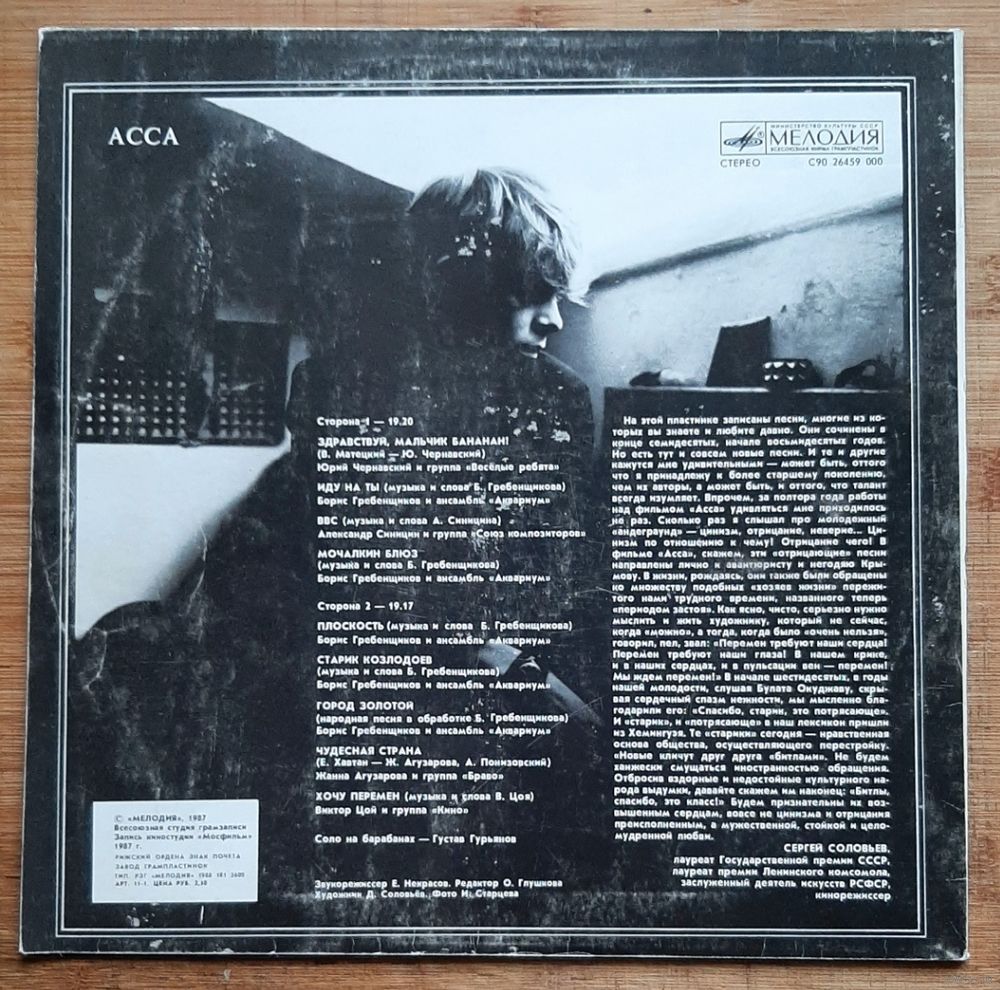 АССА
МИНИСТЕРСТВО КУЛЬТУРЫ СССР
МЕЛОДИЯ
ВСЕСОЮЗНАЯ ФИРМА ГРАМПЛАСТИНОК
СТЕРЕО С90 26459 000
Сторона 1 — 19.20
ЗДРАВСТВУЙ, МАЛЬЧИК БАНАНАН!
(В. Матецкий — Ю. Чернавский)
Юрий Чернавский и группа «Весёлые ребята»
ИДУ НА ТЫ (музыка и слова Б. Гребенщикова)
Борис Гребенщиков и ансамбль «Аквариум»
ВВС (музыка и слова А. Синицина)
Александр Синицин и группа «Союз композиторов»
МОЧАЛКИН БЛЮЗ
(музыка и слова Б. Гребенщикова)
Борис Гребенщиков и ансамбль «Аквариум»
Сторона 2 — 19.17
ПЛОСКОСТЬ (музыка и слова Б. Гребенщикова)
Борис Гребенщиков и ансамбль «Аквариум»
СТАРИК КОЗЛОДОЕВ
(музыка и слова Б. Гребенщикова)
Борис Гребенщиков и ансамбль «Аквариум»
ГОРОД ЗОЛОТОЙ
(народная песня в обработке Б. Гребенщикова)
Борис Гребенщиков и ансамбль «Аквариум»
ЧУДЕСНАЯ СТРАНА
(Е. Хавтан — Ж. Агузарова, А. Понизовский)
Жанна Агузарова и группа «Браво»
ХОЧУ ПЕРЕМЕН (музыка и слова В. Цоя)
Виктор Цой и группа «Кино»
Соло на барабанах — Густав Гурьянов
Звукорежиссер Е. Некрасов. Редактор О. Глушкова
Художник Д. Соловьёв. Фото И. Старцева
На этой пластинке записаны песни, многие из ко-
торых вы знаете и любите давно. Они сочинены в
конце семидесятых, начале восьмидесятых годов.
Но есть тут и совсем новые песни. И те и другие
кажутся мне удивительными — может быть, оттого
что я принадлежу к более старшему поколению,
чем их авторы, а может быть, и оттого, что талант
всегда изумляет. Впрочем, за полтора года работы
над фильмом «Асса» удивляться мне приходилось
не раз. Сколько раз я слышал про молодежный
«андеграунд» — цинизм, отрицание, неверие... Ци-
низм по отношению к чему! Отрицание чего! В
фильме «Асса», скажем, эти «отрицающие» песни
направлены лично к авантюристу и негодяю Кры-
мову. В жизни, рождаясь, они также были обращены
ко множеству подобных «хозяев жизни» пережи-
того нами трудного времени, названного теперь
«периодом застоя». Как ясно, чисто, серьезно нужно
мыслить и жить художнику, который не сейчас,
когда «можно», а тогда, когда было «очень нельзя»,
говорил, пел, звал: «Перемен требуют наши сердца!
Перемен требуют наши глаза! В нашем крике,
и в наших сердцах, и в пульсации вен — перемен!
Мы ждем перемен!» В начале шестидесятых, в годы
нашей молодости, слушая Булата Окуджаву, скры-
вая сердечный спазм нежности, мы мысленно бла-
годарили его: «Спасибо, старик, это потрясающе».
И «старик», и «потрясающе» в наш лексикон пришли
из Хемингуэя. Те «старики» сегодня — нравственная
основа общества, осуществляющего перестройку.
«Новые кличут друг друга «битлами». Не будем
ханжески смущаться иностранностью обращения.
Отбросив вздорные и недостойные культурного на-
рода выдумки, давайте скажем им наконец: «Битлы,
спасибо, это класс!» Будем признательны их воз-
вышенным сердцам, вовсе не цинизма и отрицания
преисполненным, а мужественной, стойкой и цело-
мудренной любви.
СЕРГЕЙ СОЛОВЬЕВ,
лауреат Государственной премии СССР,
лауреат премии Ленинского комсомола,
заслуженный деятель искусств РСФСР,
кинорежиссер
© «МЕЛОДИЯ», 1987
Всесоюзная студия грамзаписи
Запись киностудии «Мосфильм»
1987 г.
РИЖСКИЙ ОРДЕНА ЗНАК ПОЧЕТА
ЗАВОД ГРАМПЛАСТИНОК
ТИП. РЗГ «МЕЛОДИЯ» 1988 181 3600
АРТ. 11-1. ЦЕНА РУБ. 2,50